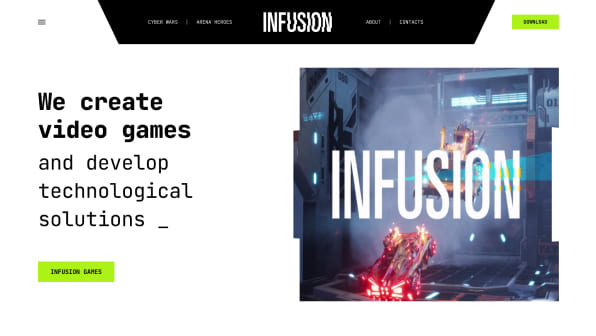 CYBER WARS | ARENA HEROES
INFUSION
ABOUT | CONTACTS
DOWNLOAD
We create
video games
and develop
technological
solutions _
INFUSION GAMES
INFUSION